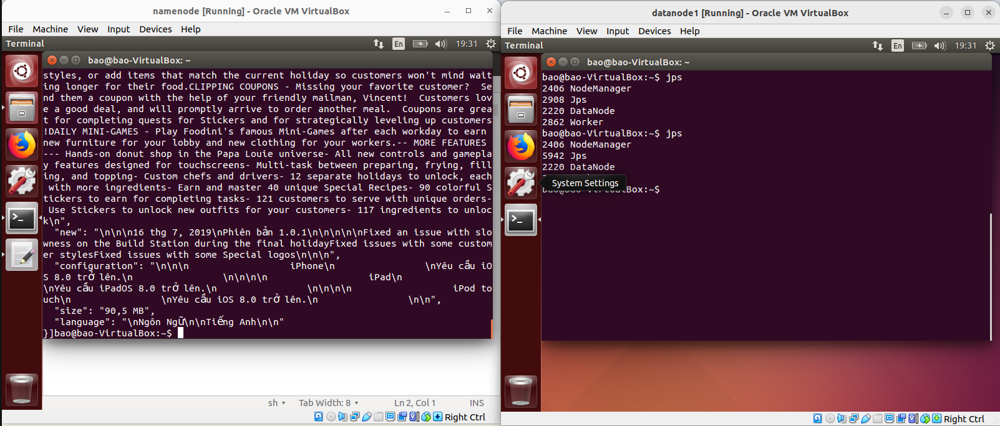 namenode [Running] - Oracle VM VirtualBox
File Machine View Input Devices Help
Terminal
En
19:31
bao@bao-VirtualBox: ~
styles, or add items that match the current holiday so customers won't mind wait
ing longer for their food.CLIPPING COUPONS - Missing your favorite customer?  Se
nd them a coupon with the help of your friendly mailman, Vincent!  Customers lov
e a good deal, and will promptly arrive to order another meal.  Coupons are grea
t for completing quests for Stickers and for strategically leveling up customers
!DAILY MINI-GAMES - Play Foodini's famous Mini-Games after each workday to earn
new furniture for your lobby and new clothing for your workers.-- MORE FEATURES
--- Hands-on donut shop in the Papa Louie universe- All new controls and gamepla
y features designed for touchscreens- Multi-task between preparing, frying, fill
ing, and topping- Custom chefs and drivers- 12 separate holidays to unlock, each
 with more ingredients- Earn and master 40 unique Special Recipes- 90 colorful S
tickers to earn for completing tasks- 121 customers to serve with unique orders-
 Use Stickers to unlock new outfits for your customers- 117 ingredients to unloc
k\n",
  "new": "\n\n\n16 thg 7, 2019\nPhiên bản 1.0.1\n\n\n\n\nFixed an issue with slo
wness on the Build Station during the final holidayFixed issues with some custom
er stylesFixed issues with some Special logos\n\n\n",
  "configuration": "\n\n\n                  iPhone\n                \nYêu cầu iO
S 8.0 trở lên.\n                \n\n\n\n                  iPad\n
\nYêu cầu iPadOS 8.0 trở lên.\n                \n\n\n\n                  iPod to
uch\n                \nYêu cầu iOS 8.0 trở lên.\n                \n\n",
  "size": "90,5 MB",
  "language": "\nNgôn Ngữ\n\nTiếng Anh\n\n"
}]bao@bao-VirtualBox:~$
sh
Tab Width: 8
Ln 2, Col 1
INS
Right Ctrl
datanode1 [Running] - Oracle VM VirtualBox
File Machine View Input Devices Help
Terminal
En
19:31
bao@bao-VirtualBox: ~
bao@bao-VirtualBox:~$ jps
2406 NodeManager
2908 Jps
2220 DataNode
2862 Worker
bao@bao-VirtualBox:~$ jps
2406 NodeManager
5942 Jps
2220 DataNode
System Settings
bao@bao-VirtualBox:~$
Right Ctrl